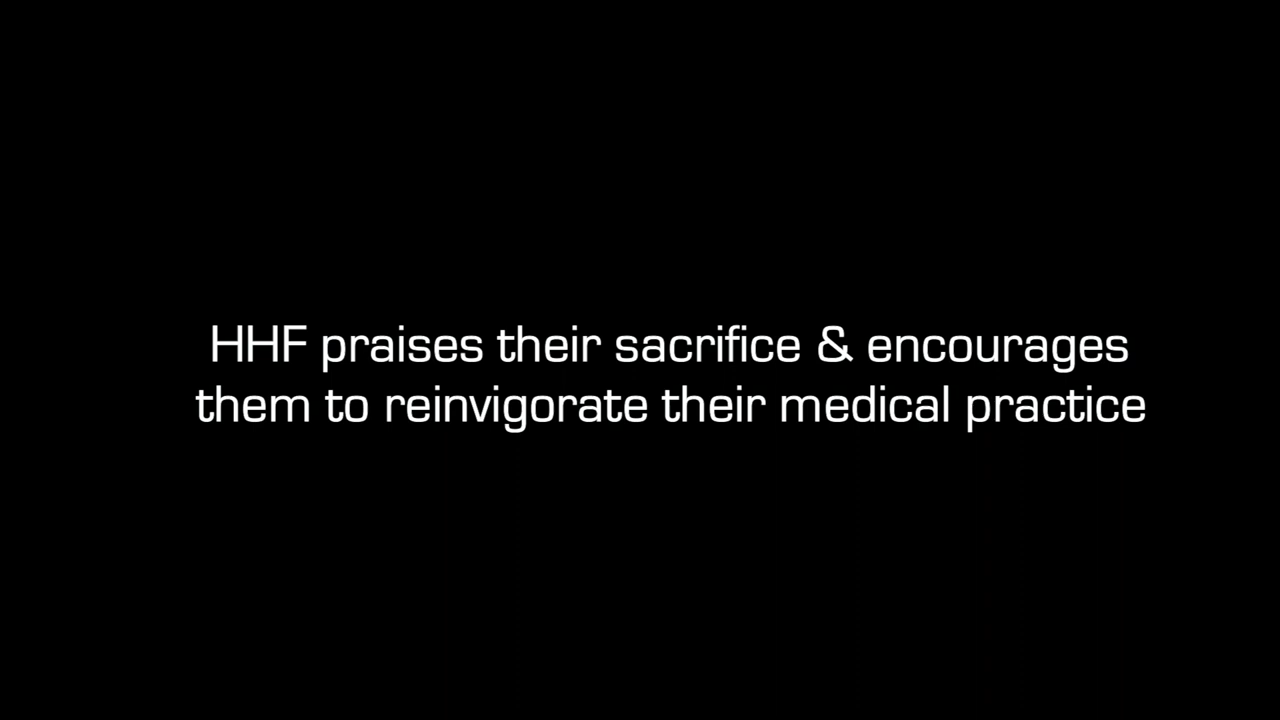 HHF praises their sacrifice & encourages
them to reinvigorate their medical practice